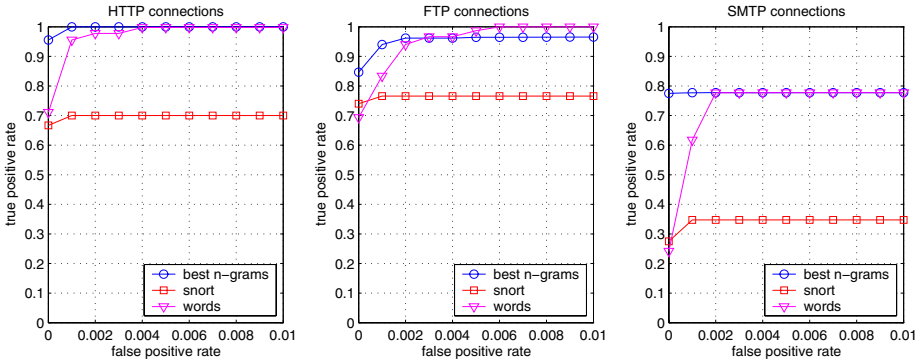 HTTP connections
1
0.9
0.8
0.7
0.6
0.5
0.4
0.3
0.2
0.1
0
true positive rate
0 0.002 0.004 0.006 0.008 0.01
false positive rate
best n-grams
snort
words
FTP connections
1
0.9
0.8
0.7
0.6
0.5
0.4
0.3
0.2
0.1
0
true positive rate
0 0.002 0.004 0.006 0.008 0.01
false positive rate
best n-grams
snort
words
SMTP connections
1
0.9
0.8
0.7
0.6
0.5
0.4
0.3
0.2
0.1
0
true positive rate
0 0.002 0.004 0.006 0.008 0.01
false positive rate
best n-grams
snort
words